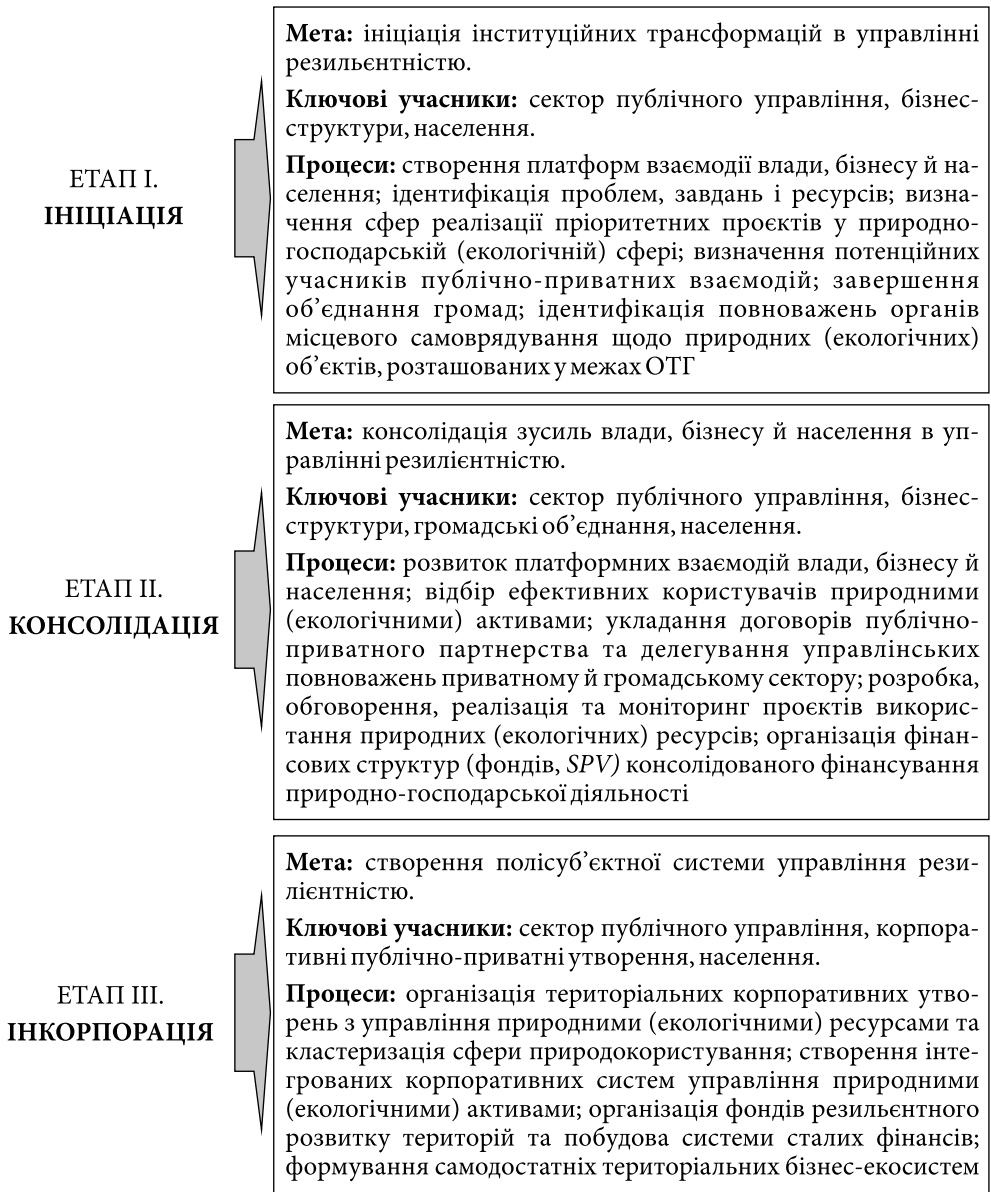 ЕТАП І.
ІНІЦІАЦІЯ
Мета: ініціація інституційних трансформацій в управлінні
резильєнтністю.
Ключові учасники: сектор публічного управління, бізнес-
структури, населення.
Процеси: створення платформ взаємодії влади, бізнесу й на-
селення; ідентифікація проблем, завдань і ресурсів; визна-
чення сфер реалізації пріоритетних проєктів у природно-
господарській (екологічній) сфері; визначення потенційних
учасників публічно-приватних взаємодій; завершення
об’єднання громад; ідентифікація повноважень органів
місцевого самоврядування щодо природних (екологічних)
об’єктів, розташованих у межах ОТГ
ЕТАП ІІ.
КОНСОЛІДАЦІЯ
Мета: консолідація зусиль влади, бізнесу й населення в уп-
равлінні резилієнтністю.
Ключові учасники: сектор публічного управління, бізнес-
структури, громадські об’єднання, населення.
Процеси: розвиток платформних взаємодій влади, бізнесу й
населення; відбір ефективних користувачів природними
(екологічними) активами; укладання договорів публічно-
приватного партнерства та делегування управлінських
повноважень приватному й громадському сектору; розробка,
обговорення, реалізація та моніторинг проєктів викорис-
тання природних (екологічних) ресурсів; організація фінан-
сових структур (фондів, SPV) консолідованого фінансування
природно-господарської діяльності
ЕТАП ІІІ.
ІНКОРПОРАЦІЯ
Мета: створення полісуб’єктної системи управління рези-
лієнтністю.
Ключові учасники: сектор публічного управління, корпора-
тивні публічно-приватні утворення, населення.
Процеси: організація територіальних корпоративних утво-
рень з управління природними (екологічними) ресурсами та
кластеризація сфери природокористування; створення інте-
грованих корпоративних систем управління природними
(екологічними) активами; організація фондів резильєнтного
розвитку територій та побудова системи сталих фінансів;
формування самодостатніх територіальних бізнес-екосистем